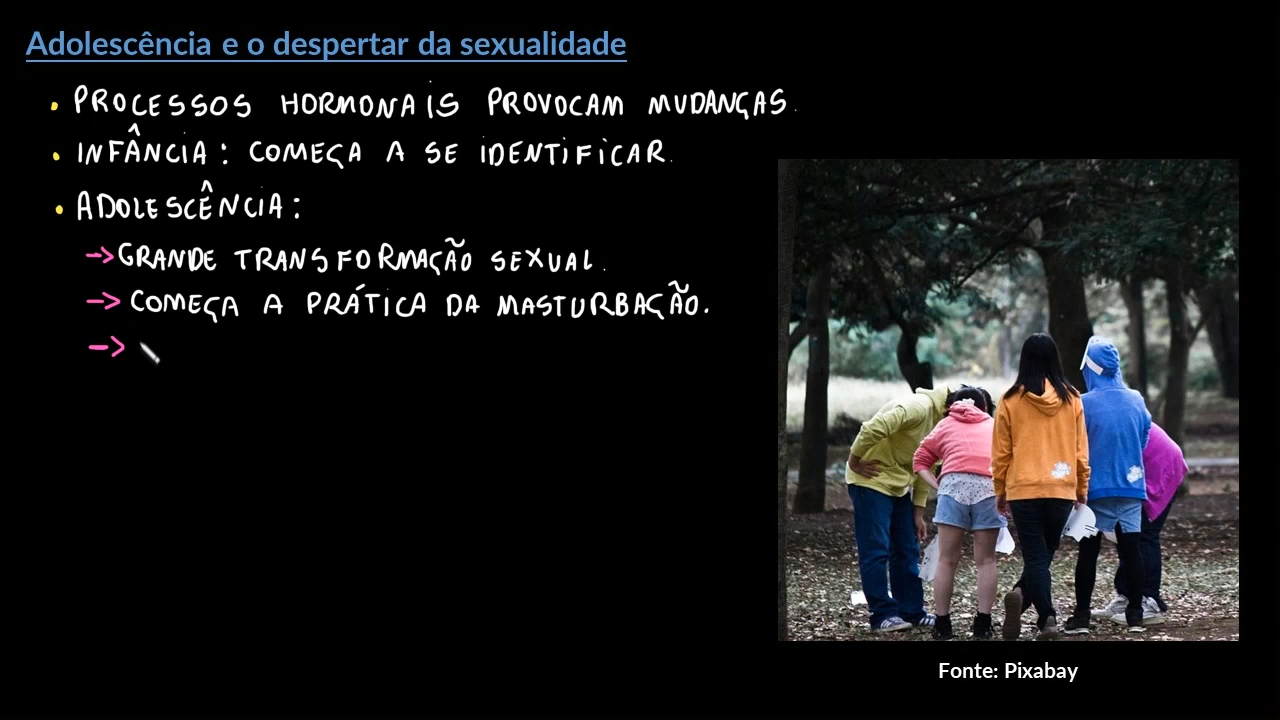 Adolescência e o despertar da sexualidade
• PROCESSOS HORMONAIS PROVOCAM MUDANÇAS.
• INFÂNCIA: COMEÇA A SE IDENTIFICAR.
• ADOLESCÊNCIA:
-> GRANDE TRANSFORMAÇÃO SEXUAL.
-> COMEÇA A PRÁTICA DA MASTURBAÇÃO.
->
Fonte: Pixabay